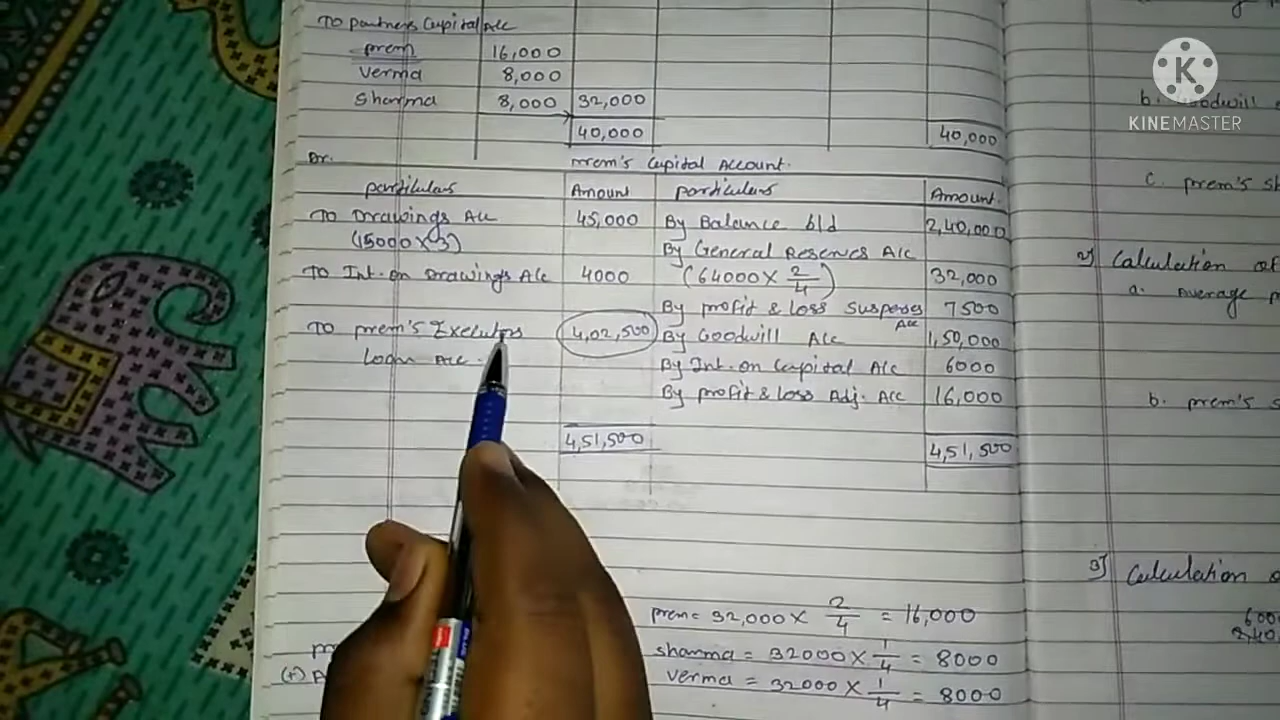 To partners Capital A/c
prem 16,000
Verma 8,000
Sharma 8,000 32,000
40,000 40,000
Dr. prem's Capital Account.
particulars Amount particulars Amount.
To Drawings A/c 45,000 By Balance b/d 2,40,000
(15000 × 3) By General Reserves A/c
To Int. on Drawings A/c 4000 (64000 × 2/4) 32,000
By profit & Loss Suspenses A/c 7500
To prem's Executors 4,02,500 By Goodwill A/c 1,50,000
Loan A/c. By Int. on Capital A/c 6000
By profit & Loss Adj. A/c 16,000
4,51,500 4,51,500
prem = 32,000 × 2/4 = 16,000
Sharma = 32000 × 1/4 = 8000
Verma = 32000 × 1/4 = 8000
b. Goodwill
c. prem's
2) Calculation of
a. Average
b. prem's
3) Calculation
KINEMASTER